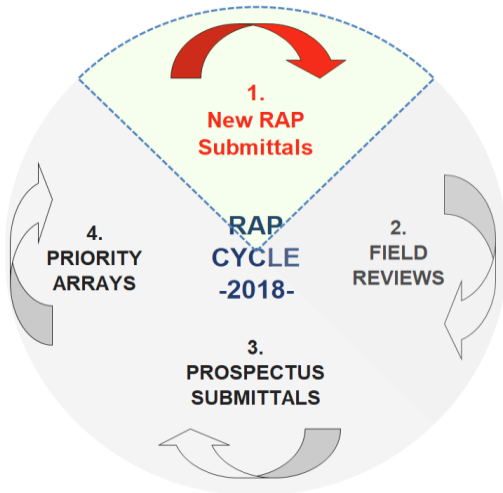 1.
New RAP
Submittals
RAP
CYCLE
-2018-
2.
FIELD
REVIEWS
3.
PROSPECTUS
SUBMITTALS
4.
PRIORITY
ARRAYS